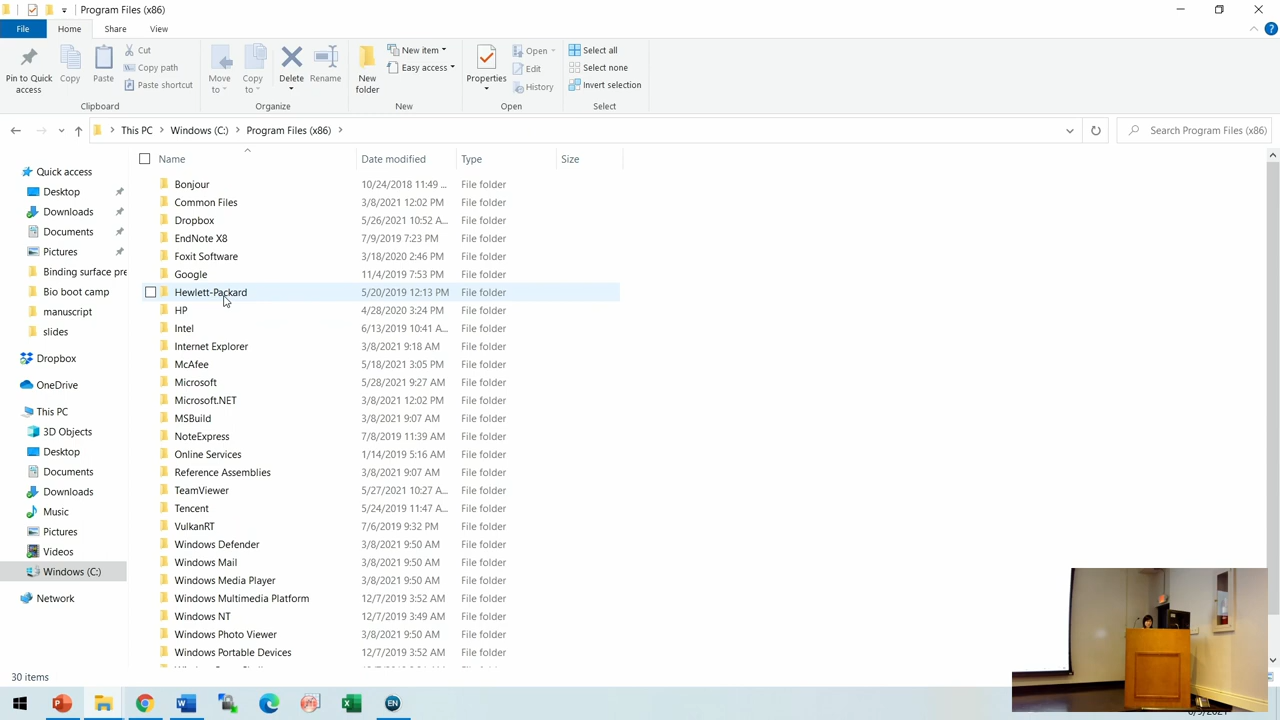 Program Files (x86)
File Home Share View
Pin to Quick access
Copy
Paste
Cut
Copy path
Paste shortcut
Clipboard
Move to
Copy to
Delete
Rename
Organize
New folder
New item
Easy access
New
Properties
Open
Edit
History
Open
Select all
Select none
Invert selection
Select
This PC > Windows (C:) > Program Files (x86) >
Search Program Files (x86)
Quick access
Desktop
Downloads
Documents
Pictures
Binding surface pre
Bio boot camp
manuscript
slides
Dropbox
OneDrive
This PC
3D Objects
Desktop
Documents
Downloads
Music
Pictures
Videos
Windows (C:)
Network
Name Date modified Type Size
Bonjour 10/24/2018 11:49 ... File folder
Common Files 3/8/2021 12:02 PM File folder
Dropbox 5/26/2021 10:52 A... File folder
EndNote X8 7/9/2019 7:23 PM File folder
Foxit Software 3/18/2020 2:46 PM File folder
Google 11/4/2019 7:53 PM File folder
Hewlett-Packard 5/20/2019 12:13 PM File folder
HP 4/28/2020 3:24 PM File folder
Intel 6/13/2019 10:41 A... File folder
Internet Explorer 3/8/2021 9:18 AM File folder
McAfee 5/18/2021 3:05 PM File folder
Microsoft 5/28/2021 9:27 AM File folder
Microsoft.NET 3/8/2021 12:02 PM File folder
MSBuild 3/8/2021 9:07 AM File folder
NoteExpress 7/8/2019 11:39 AM File folder
Online Services 1/14/2019 5:16 AM File folder
Reference Assemblies 3/8/2021 9:07 AM File folder
TeamViewer 5/27/2021 10:27 A... File folder
Tencent 5/24/2019 11:47 A... File folder
VulkanRT 7/6/2019 9:32 PM File folder
Windows Defender 3/8/2021 9:50 AM File folder
Windows Mail 3/8/2021 9:50 AM File folder
Windows Media Player 3/8/2021 9:50 AM File folder
Windows Multimedia Platform 12/7/2019 3:52 AM File folder
Windows NT 12/7/2019 3:49 AM File folder
Windows Photo Viewer 3/8/2021 9:50 AM File folder
Windows Portable Devices 12/7/2019 3:52 AM File folder
30 items
EN